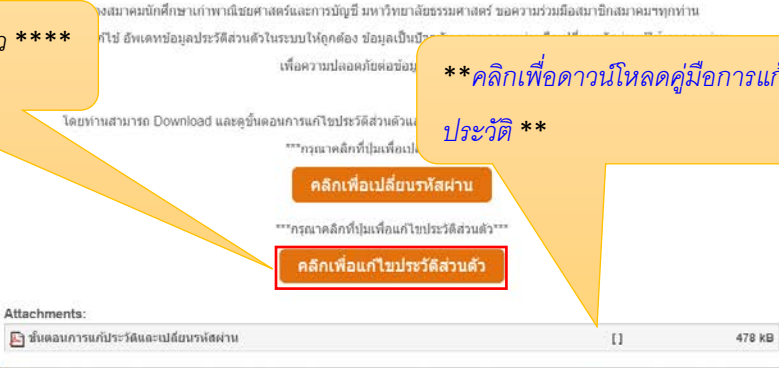 งสมาคมนักศึกษาเก่าพาณิชยศาสตร์และการบัญชี มหาวิทยาลัยธรรมศาสตร์ ขอความร่วมมือสมาชิกสมาคมฯทุกท่าน
ว ****
อัพเดทข้อมูลประวัติส่วนตัวในระบบให้ถูกต้อง
เพื่อความปลอดภัยต่อข้อมู
**คลิกเพื่อดาวน์โหลดคู่มือการแก้
ประวัติ **
โดยท่านสามารถ Download และดูขั้นตอนการแก้ไขประวัติส่วนตัวแ
***กรุณาคลิกที่ปุ่มเพื่อเปลี
คลิกเพื่อเปลี่ยนรหัสผ่าน
***กรุณาคลิกที่ปุ่มเพื่อแก้ไขประวัติส่วนตัว***
คลิกเพื่อแก้ไขประวัติส่วนตัว
Attachments:
ขั้นตอนการแก้ประวัติและเปลี่ยนรหัสผ่าน [ ] 478 kB